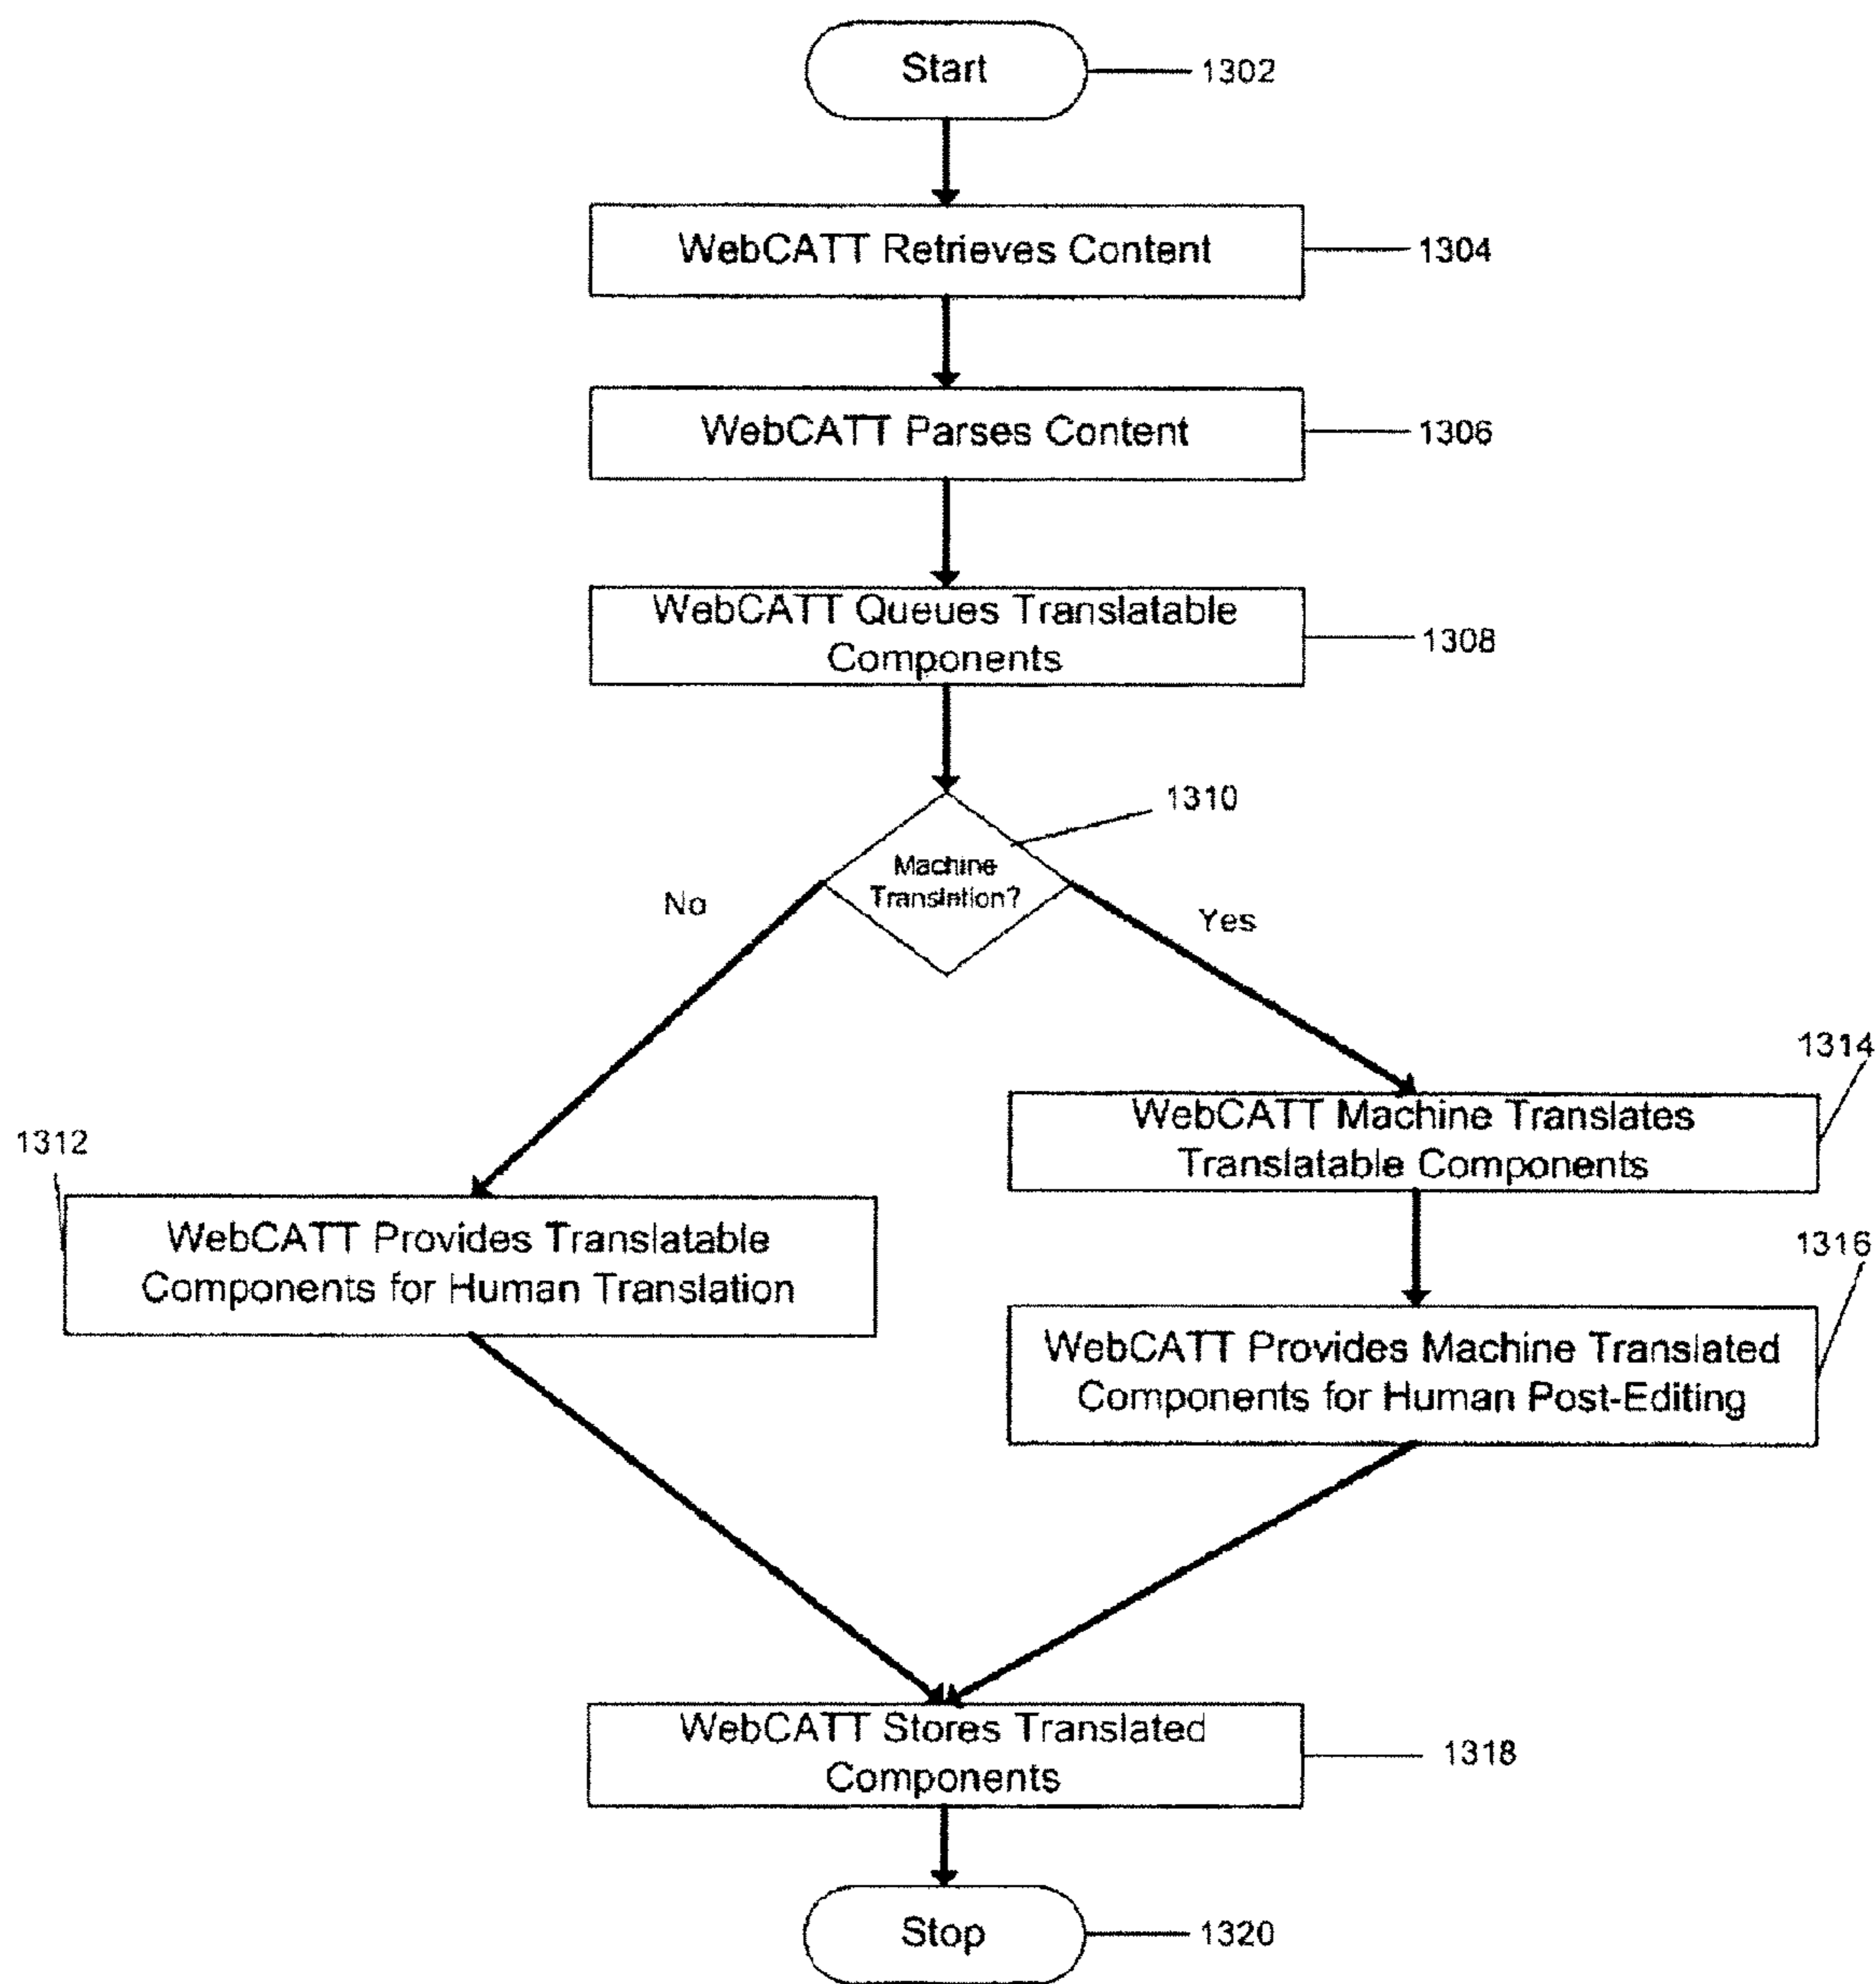 Start
1302
WebCATT Retrieves Content
1304
WebCATT Parses Content
1306
WebCATT Queues Translatable
Components
1308
1310
Machine
Translation?
No
Yes
1314
WebCATT Machine Translates
Translatable Components
1312
WebCATT Provides Translatable
Components for Human Translation
1316
WebCATT Provides Machine Translated
Components for Human Post-Editing
WebCATT Stores Translated
Components
1318
Stop
1320